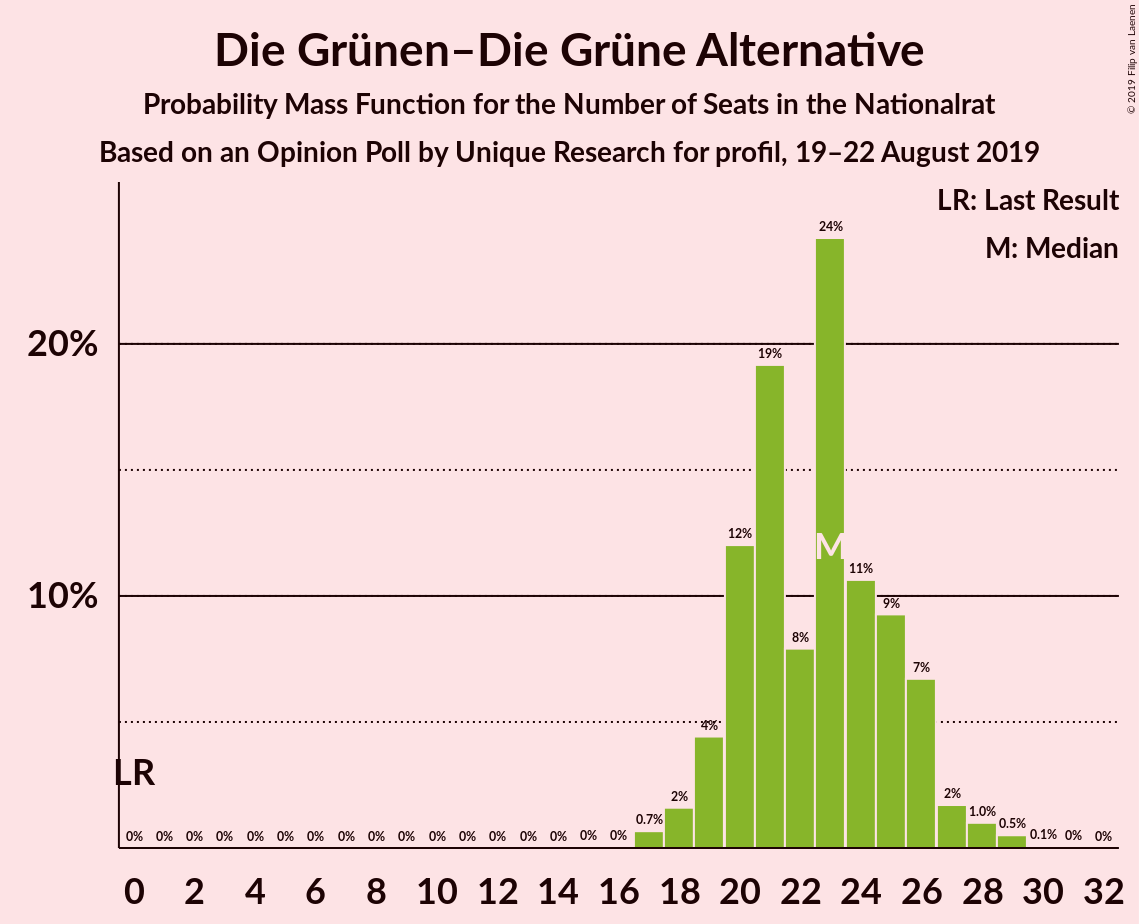 Die Grünen–Die Grüne Alternative
Probability Mass Function for the Number of Seats in the Nationalrat
Based on an Opinion Poll by Unique Research for profil, 19–22 August 2019
© 2019 Filip van Laenen
LR: Last Result
M: Median
20%
10%
LR
M
0% 0% 0% 0% 0% 0% 0% 0% 0% 0% 0% 0% 0% 0% 0% 0% 0% 0.7% 2% 4% 12% 19% 8% 24% 11% 9% 7% 2% 1.0% 0.5% 0.1% 0% 0%
0 2 4 6 8 10 12 14 16 18 20 22 24 26 28 30 32